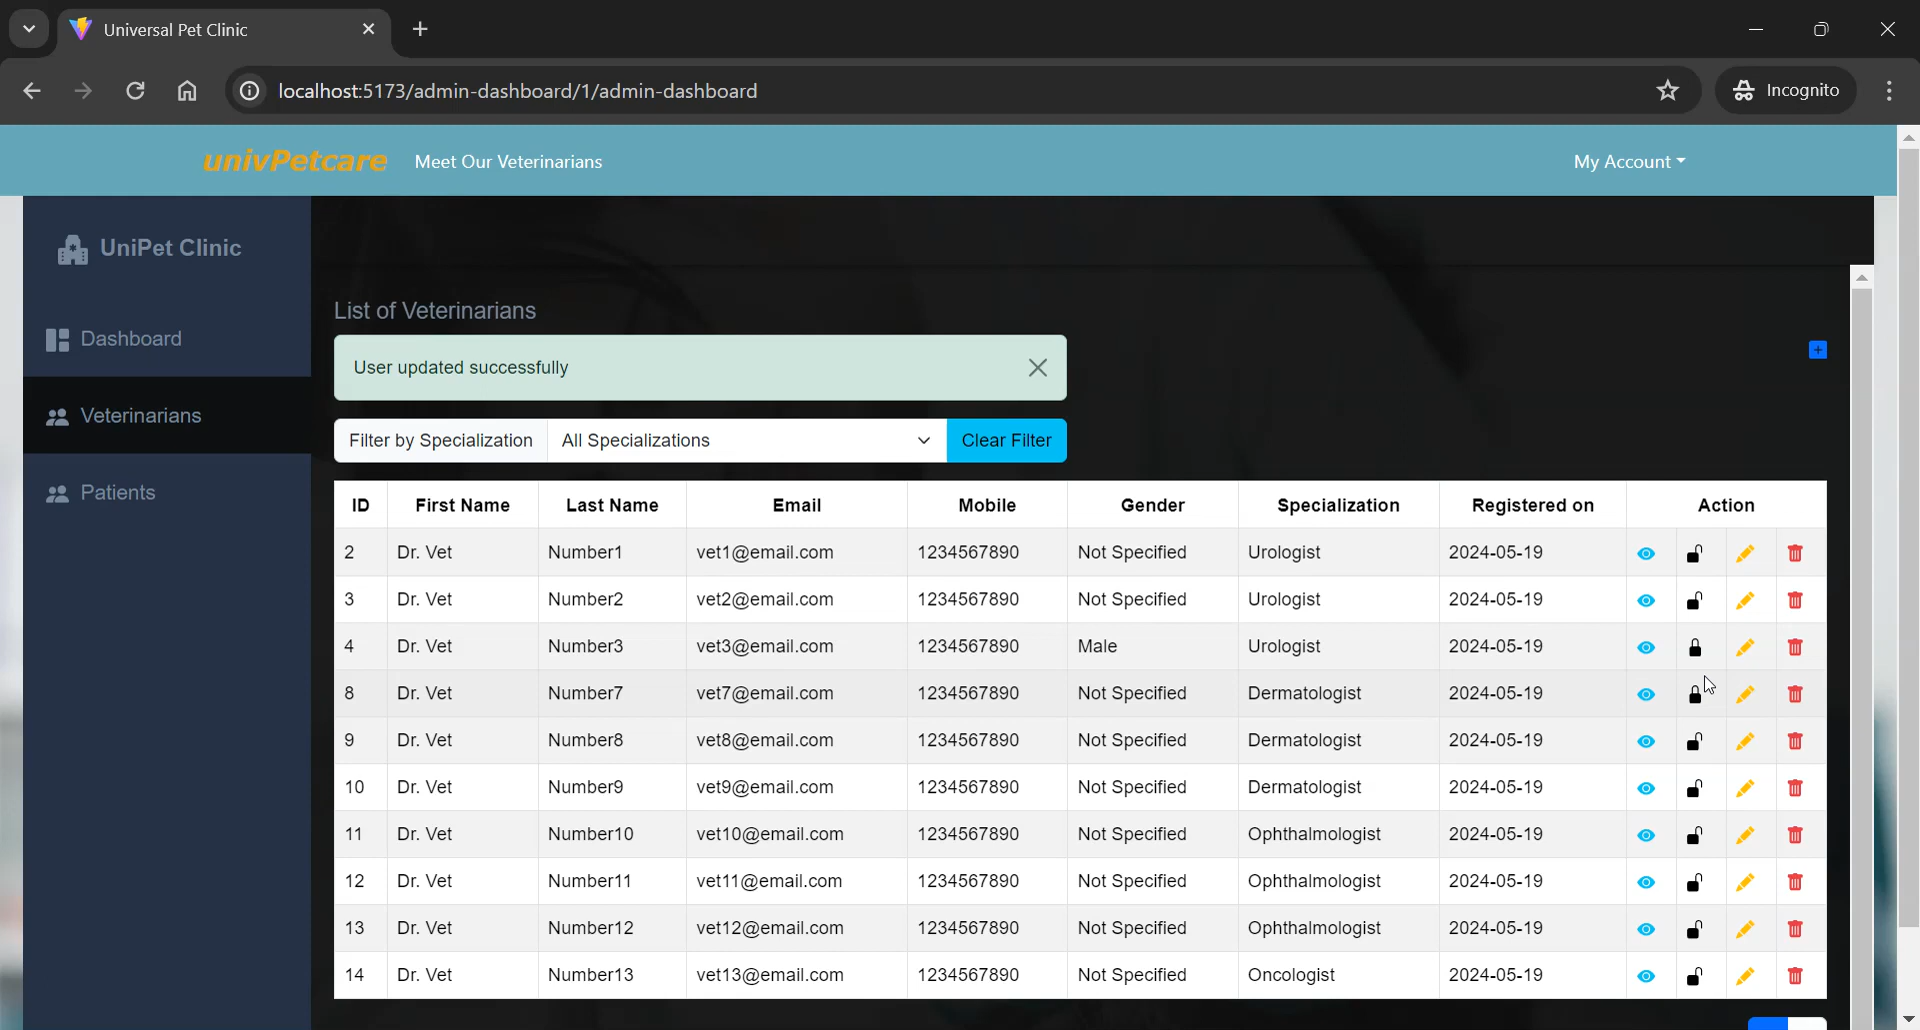 Universal Pet Clinic
localhost:5173/admin-dashboard/1/admin-dashboard
Incognito
univPetcare Meet Our Veterinarians My Account
UniPet Clinic
Dashboard
Veterinarians
Patients
List of Veterinarians
User updated successfully
Filter by Specialization All Specializations Clear Filter
ID First Name Last Name Email Mobile Gender Specialization Registered on Action
2 Dr. Vet Number1 vet1@email.com 1234567890 Not Specified Urologist 2024-05-19
3 Dr. Vet Number2 vet2@email.com 1234567890 Not Specified Urologist 2024-05-19
4 Dr. Vet Number3 vet3@email.com 1234567890 Male Urologist 2024-05-19
8 Dr. Vet Number7 vet7@email.com 1234567890 Not Specified Dermatologist 2024-05-19
9 Dr. Vet Number8 vet8@email.com 1234567890 Not Specified Dermatologist 2024-05-19
10 Dr. Vet Number9 vet9@email.com 1234567890 Not Specified Dermatologist 2024-05-19
11 Dr. Vet Number10 vet10@email.com 1234567890 Not Specified Ophthalmologist 2024-05-19
12 Dr. Vet Number11 vet11@email.com 1234567890 Not Specified Ophthalmologist 2024-05-19
13 Dr. Vet Number12 vet12@email.com 1234567890 Not Specified Ophthalmologist 2024-05-19
14 Dr. Vet Number13 vet13@email.com 1234567890 Not Specified Oncologist 2024-05-19